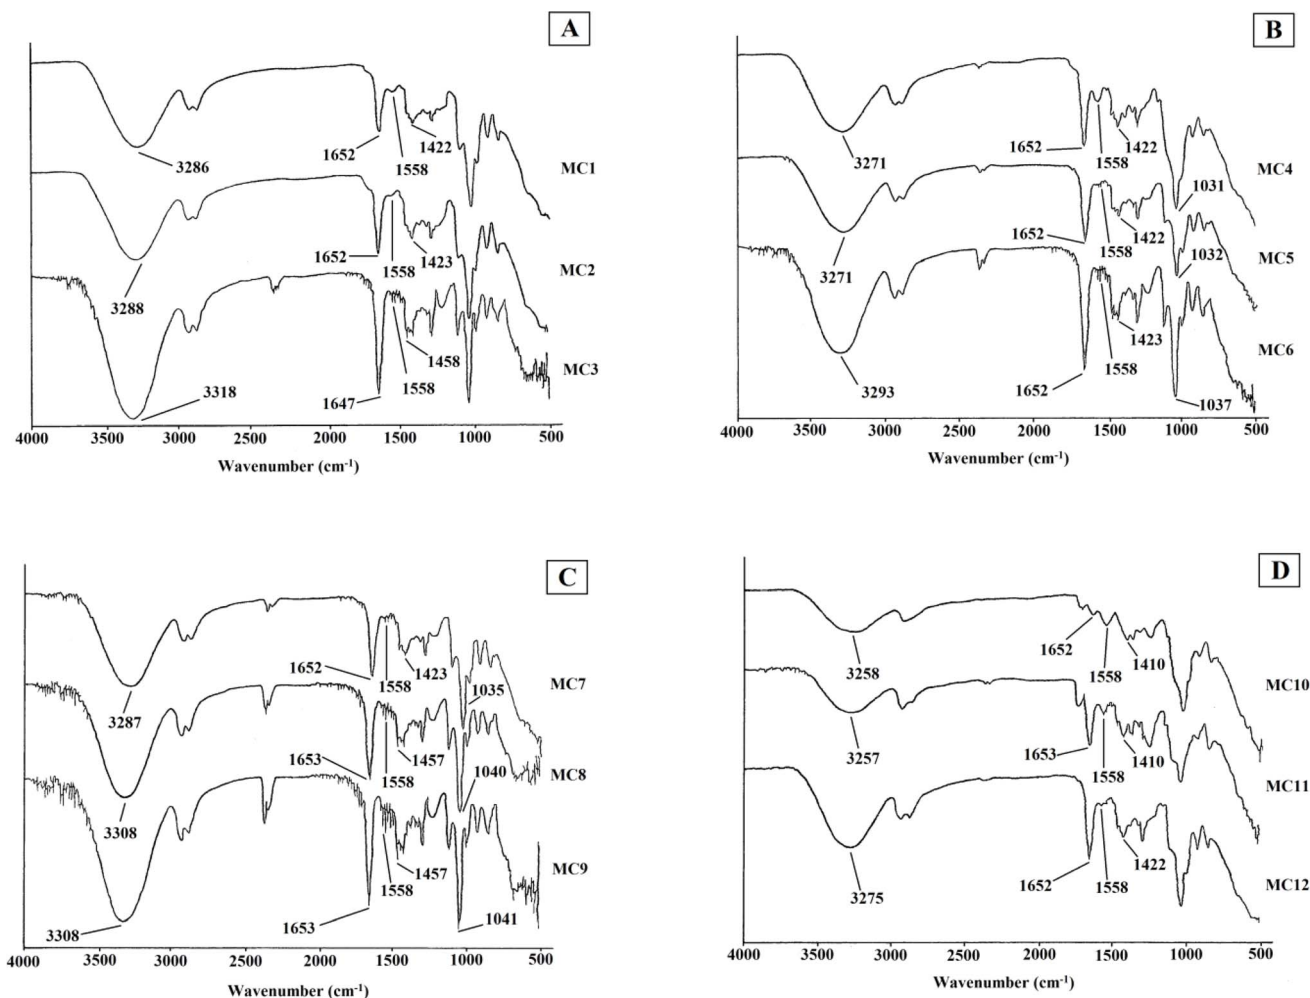 A
3286
1652
1558
1422
MC1
3288
1652
1558
1423
MC2
3318
1647
1558
1458
MC3
4000 3500 3000 2500 2000 1500 1000 500
Wavenumber (cm-1)
B
3271
1652
1558
1422
1031
MC4
3271
1652
1558
1422
1032
MC5
3293
1652
1558
1423
1037
MC6
4000 3500 3000 2500 2000 1500 1000 500
Wavenumber (cm-1)
C
3287
1652
1558
1423
1035
MC7
3308
1653
1558
1457
1040
MC8
3308
1653
1558
1457
1041
MC9
4000 3500 3000 2500 2000 1500 1000 500
Wavenumber (cm-1)
D
3258
1652
1558
1410
MC10
3257
1653
1558
1410
MC11
3275
1652
1558
1422
MC12
4000 3500 3000 2500 2000 1500 1000 500
Wavenumber (cm-1)